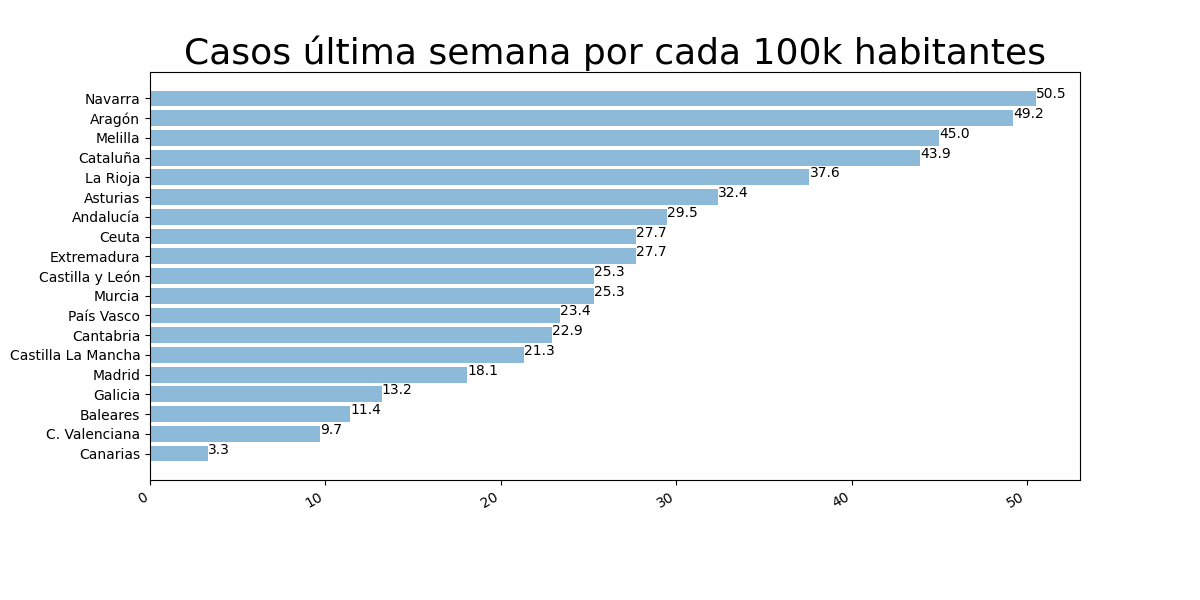 Casos última semana por cada 100k habitantes
Navarra 50.5
Aragón 49.2
Melilla 45.0
Cataluña 43.9
La Rioja 37.6
Asturias 32.4
Andalucía 29.5
Ceuta 27.7
Extremadura 27.7
Castilla y León 25.3
Murcia 25.3
País Vasco 23.4
Cantabria 22.9
Castilla La Mancha 21.3
Madrid 18.1
Galicia 13.2
Baleares 11.4
C. Valenciana 9.7
Canarias 3.3
0 10 20 30 40 50